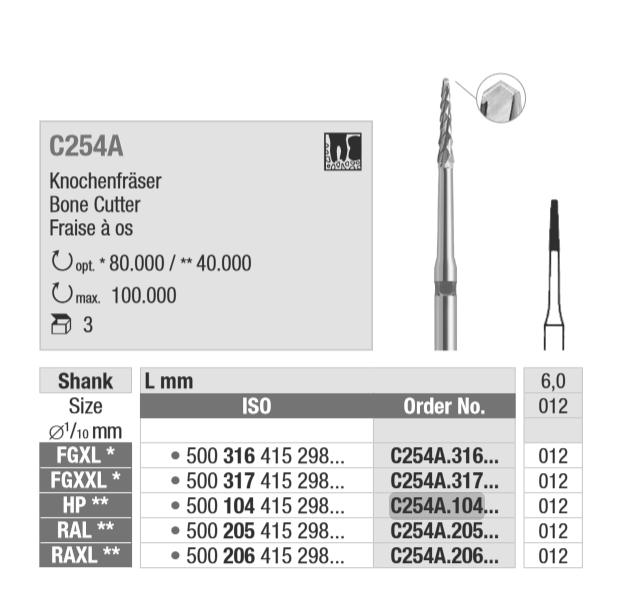 C254A
Knochenfräser
Bone Cutter
Fraise à os
opt. * 80.000 / ** 40.000
max. 100.000
3
Shank L mm 6,0
Size ISO Order No. 012
⌀1/10 mm
FGXL * • 500 316 415 298... C254A.316... 012
FGXXL * • 500 317 415 298... C254A.317... 012
HP ** • 500 104 415 298... C254A.104... 012
RAL ** • 500 205 415 298... C254A.205... 012
RAXL ** • 500 206 415 298... C254A.206... 012